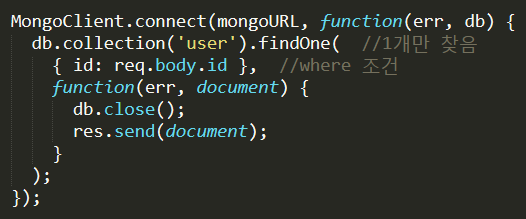 MongoClient.connect(mongoURL, function(err, db) {
db.collection('user').findOne(  //1개만 찾음
{ id: req.body.id },  //where 조건
function(err, document) {
db.close();
res.send(document);
}
);
});